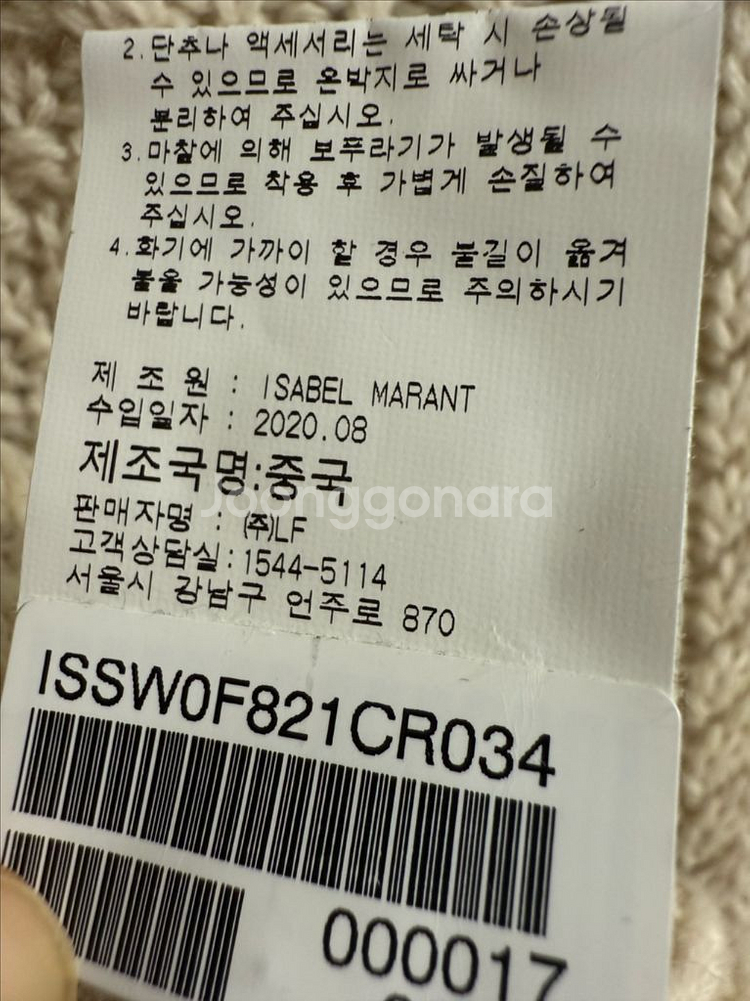 2.단추나 액세서리는 세탁 시 손상될
수 있으므로 은박지로 싸거나
분리하여 주십시오.
3.마찰에 의해 보푸라기가 발생될 수
있으므로 착용 후 가볍게 손질하여
주십시오.
4.화기에 가까이 할 경우 불길이 옮겨
붙을 가능성이 있으므로 주의하시기
바랍니다.
제 조 원 : ISABEL MARANT
수입일자 : 2020.08
제조국명:중국
Joonggonara
판매자명 : ㈜LF
고객상담실:1544-5114
서울시 강남구 언주로 870
ISSW0F821CR034
000017